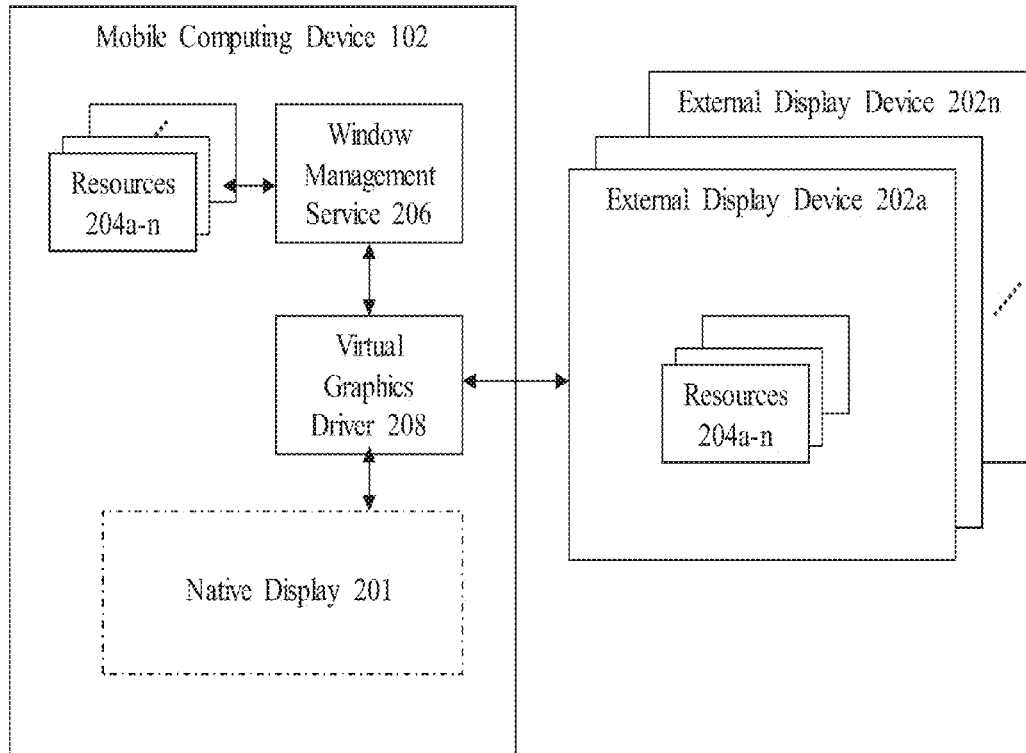 Mobile Computing Device 102
Resources
204a-n
Window
Management
Service 206
Virtual
Graphics
Driver 208
Native Display 201
External Display Device 202n
External Display Device 202a
Resources
204a-n